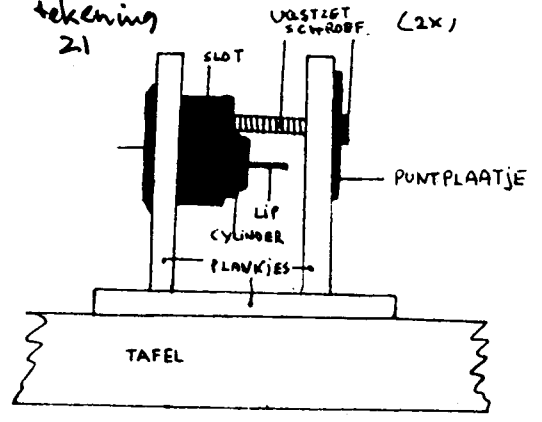 tekening
21
VASTZET
SCHROEF. (2x)
SLOT
PUNTPLAATjE
LiP
CYLiNDER
PLANKjES
TAFEL